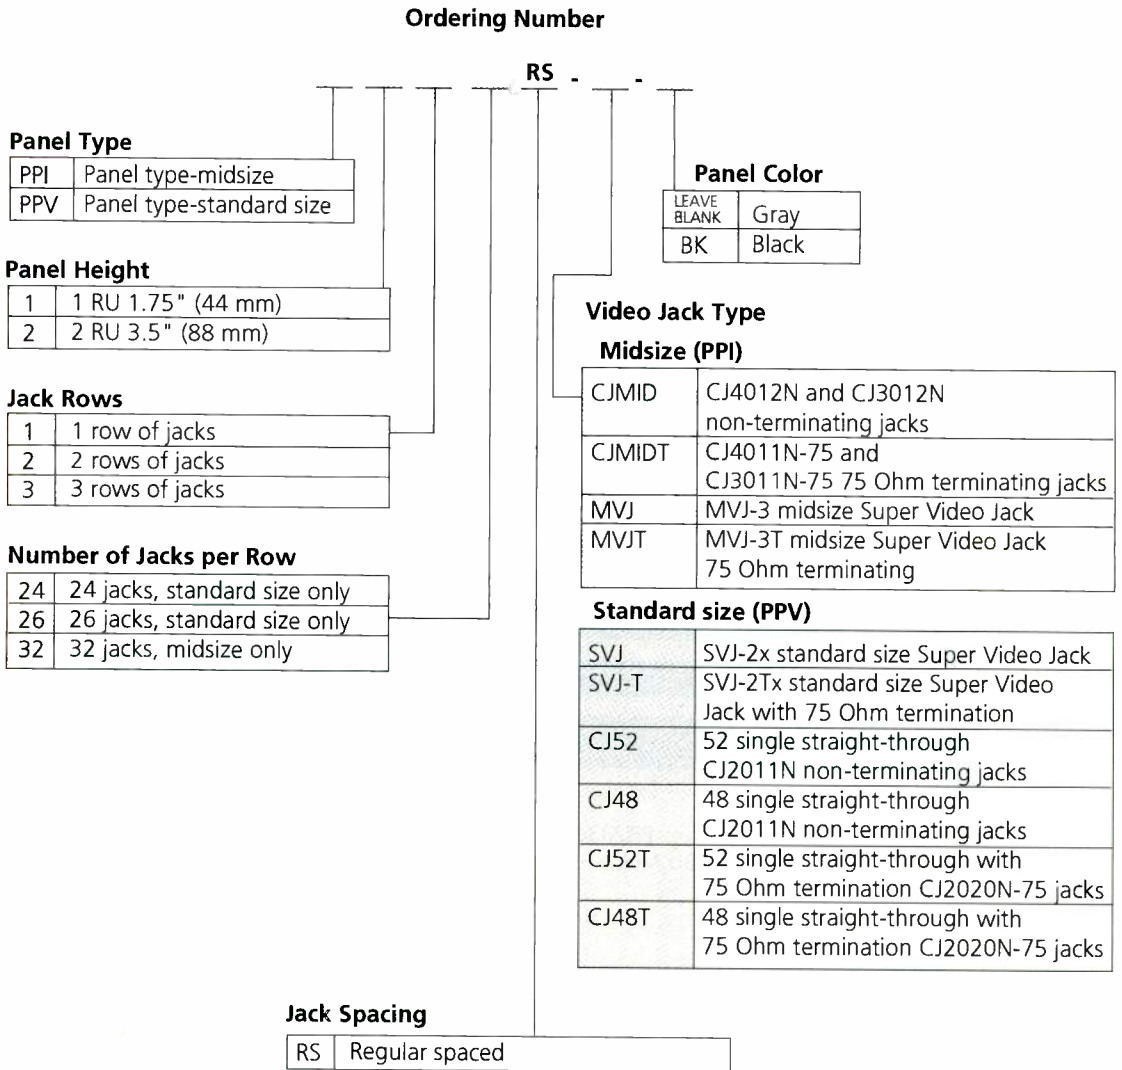 Ordering Number
RS - -
Panel Type
PPI Panel type-midsize
PPV Panel type-standard size
Panel Color
LEAVE BLANK Gray
BK Black
Panel Height
1 1 RU 1.75" (44 mm)
2 2 RU 3.5" (88 mm)
Jack Rows
1 1 row of jacks
2 2 rows of jacks
3 3 rows of jacks
Number of Jacks per Row
24 24 jacks, standard size only
26 26 jacks, standard size only
32 32 jacks, midsize only
Video Jack Type
Midsize (PPI)
CJMID CJ4012N and CJ3012N
non-terminating jacks
CJMIDT CJ4011N-75 and
CJ3011N-75 75 Ohm terminating jacks
MVJ MVJ-3 midsize Super Video Jack
MVJT MVJ-3T midsize Super Video Jack
75 Ohm terminating
Standard size (PPV)
SVJ SVJ-2x standard size Super Video Jack
SVJ-T SVJ-2Tx standard size Super Video
Jack with 75 Ohm termination
CJ52 52 single straight-through
CJ2011N non-terminating jacks
CJ48 48 single straight-through
CJ2011N non-terminating jacks
CJ52T 52 single straight-through with
75 Ohm termination CJ2020N-75 jacks
CJ48T 48 single straight-through with
75 Ohm termination CJ2020N-75 jacks
Jack Spacing
RS Regular spaced